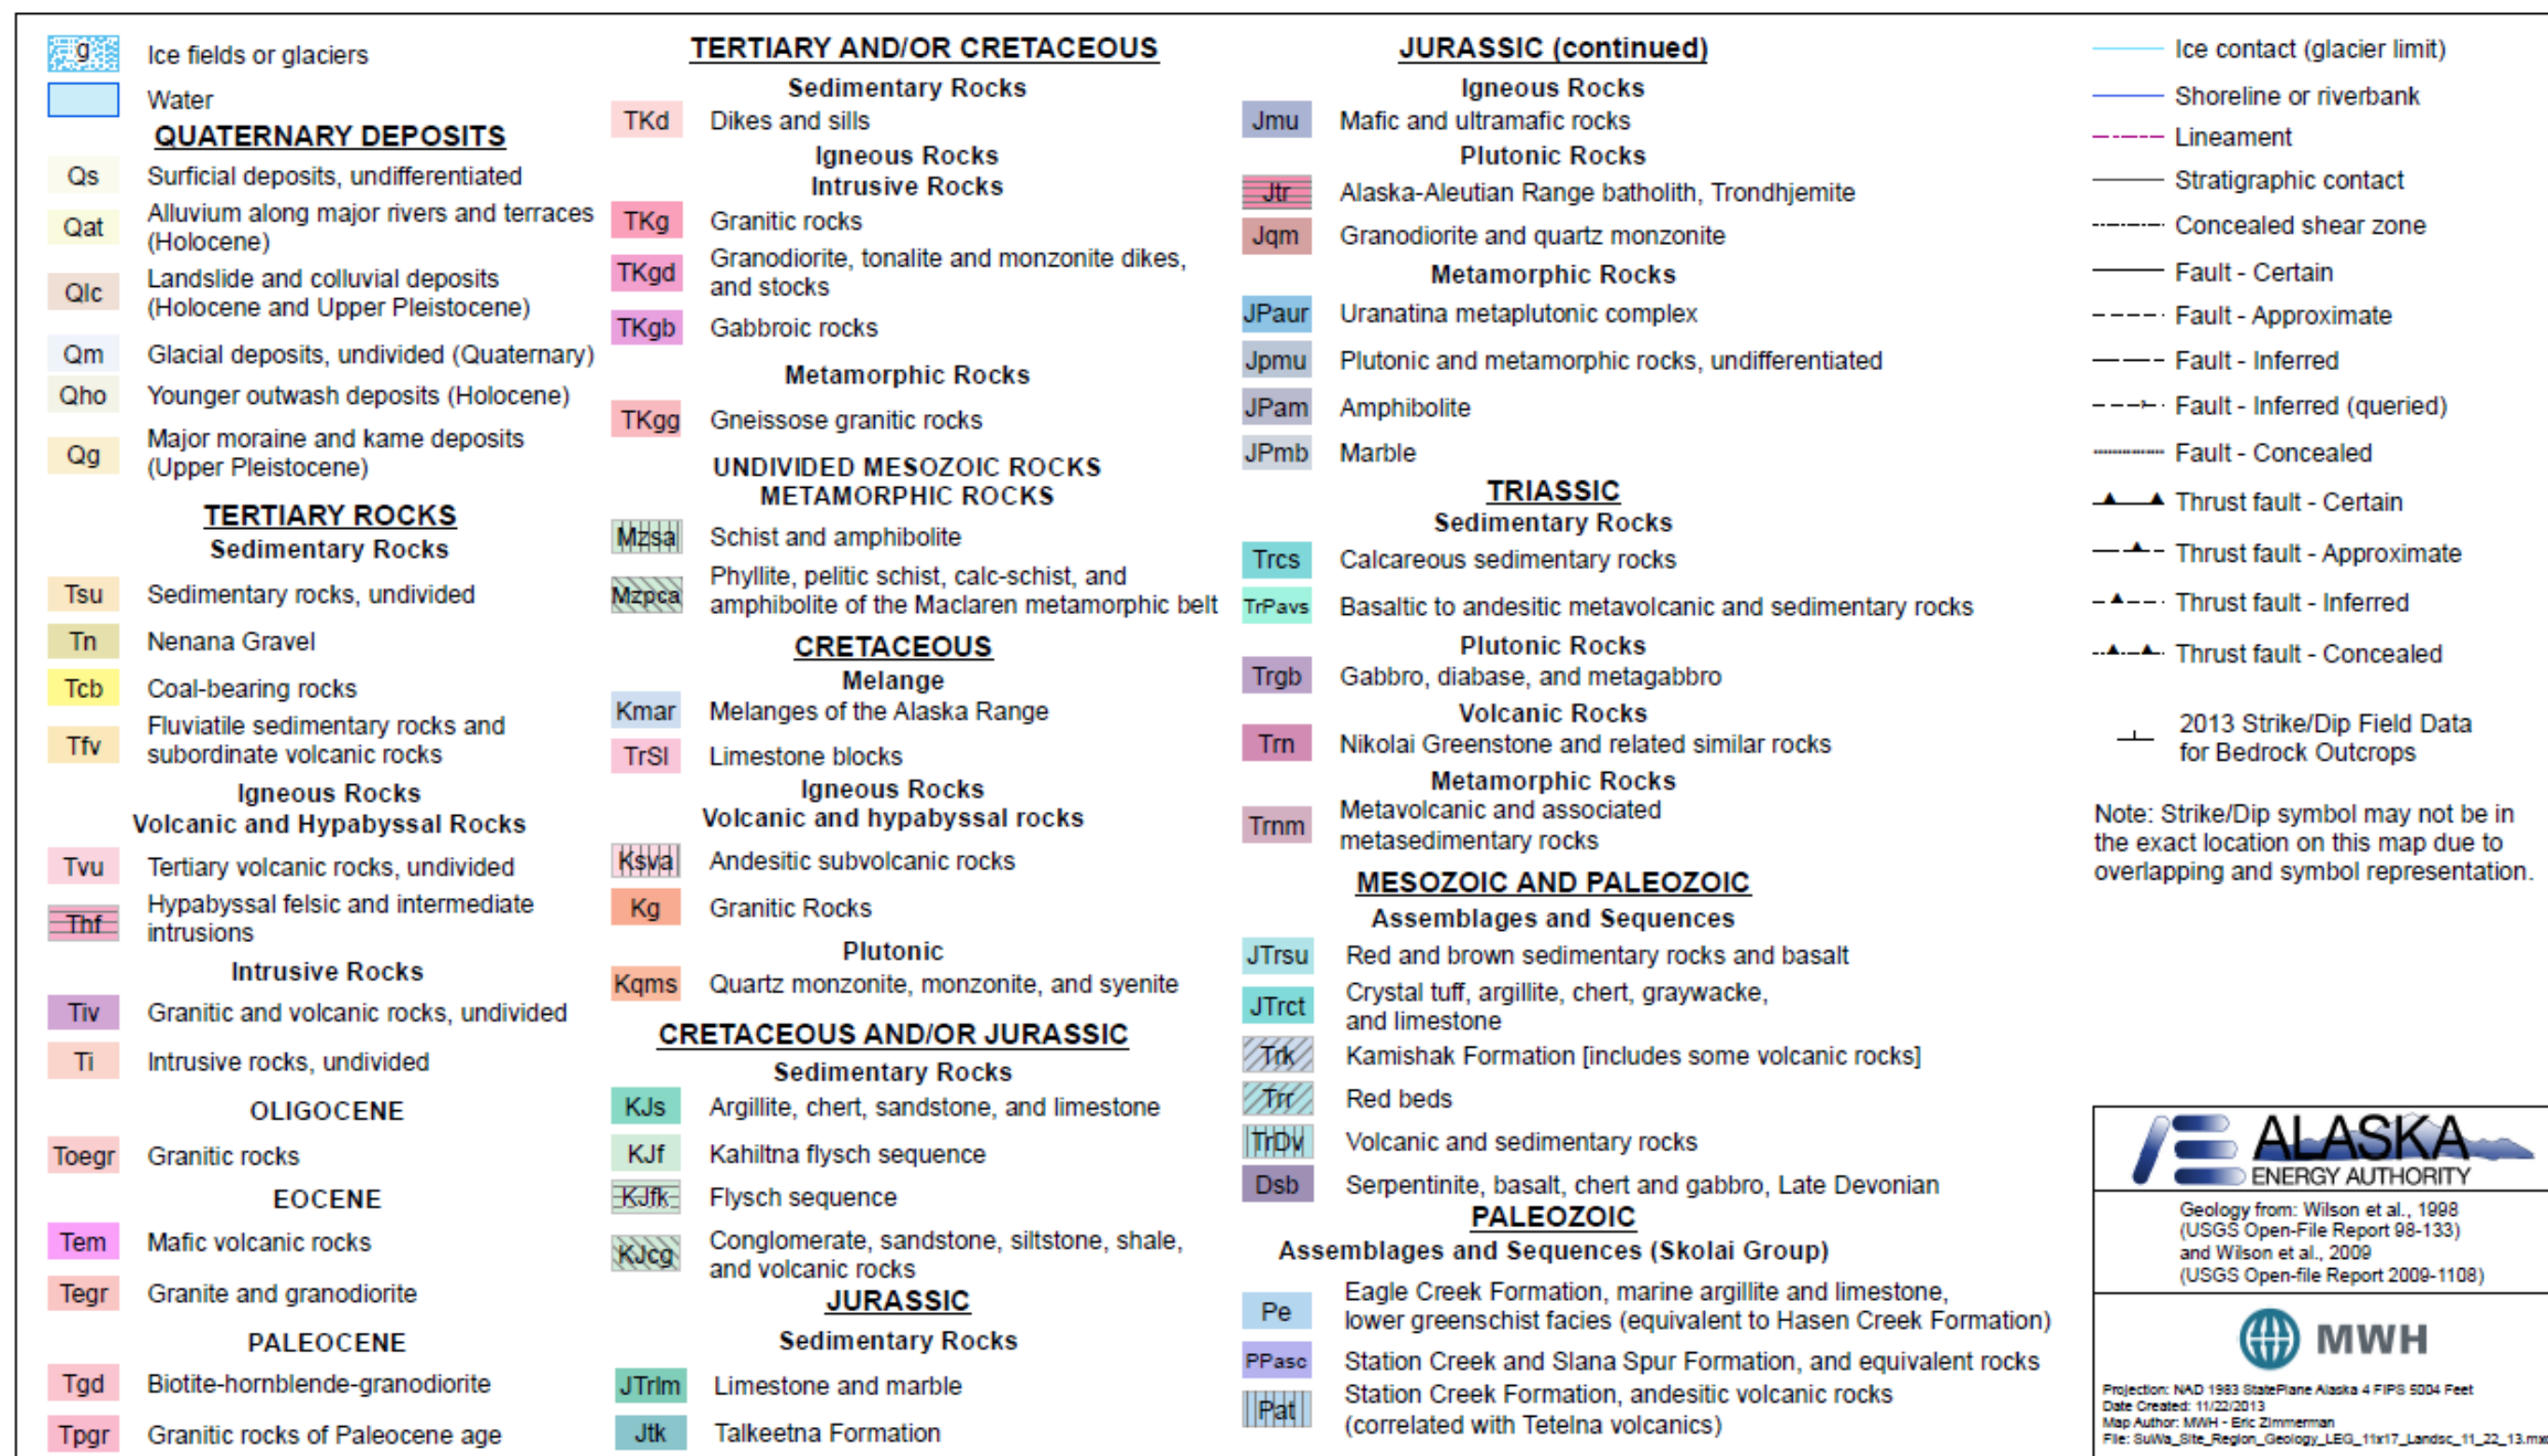 g Ice fields or glaciers
Water
QUATERNARY DEPOSITS
Qs Surficial deposits, undifferentiated
Qat Alluvium along major rivers and terraces
(Holocene)
Qlc Landslide and colluvial deposits
(Holocene and Upper Pleistocene)
Qm Glacial deposits, undivided (Quaternary)
Qho Younger outwash deposits (Holocene)
Qg Major moraine and kame deposits
(Upper Pleistocene)
TERTIARY ROCKS
Sedimentary Rocks
Tsu Sedimentary rocks, undivided
Tn Nenana Gravel
Tcb Coal-bearing rocks
Tfv Fluviatile sedimentary rocks and
subordinate volcanic rocks
Igneous Rocks
Volcanic and Hypabyssal Rocks
Tvu Tertiary volcanic rocks, undivided
Thf Hypabyssal felsic and intermediate
intrusions
Intrusive Rocks
Tiv Granitic and volcanic rocks, undivided
Ti Intrusive rocks, undivided
OLIGOCENE
Toegr Granitic rocks
EOCENE
Tem Mafic volcanic rocks
Tegr Granite and granodiorite
PALEOCENE
Tgd Biotite-hornblende-granodiorite
Tpgr Granitic rocks of Paleocene age
TERTIARY AND/OR CRETACEOUS
Sedimentary Rocks
TKd Dikes and sills
Igneous Rocks
Intrusive Rocks
TKg Granitic rocks
TKgd Granodiorite, tonalite and monzonite dikes,
and stocks
TKgb Gabbroic rocks
Metamorphic Rocks
TKgg Gneissose granitic rocks
UNDIVIDED MESOZOIC ROCKS
METAMORPHIC ROCKS
Mzsa Schist and amphibolite
Mzpca Phyllite, pelitic schist, calc-schist, and
amphibolite of the Maclaren metamorphic belt
CRETACEOUS
Melange
Kmar Melanges of the Alaska Range
TrSl Limestone blocks
Igneous Rocks
Volcanic and hypabyssal rocks
Ksva Andesitic subvolcanic rocks
Kg Granitic Rocks
Plutonic
Kqms Quartz monzonite, monzonite, and syenite
CRETACEOUS AND/OR JURASSIC
Sedimentary Rocks
KJs Argillite, chert, sandstone, and limestone
KJf Kahiltna flysch sequence
KJfk Flysch sequence
KJcg Conglomerate, sandstone, siltstone, shale,
and volcanic rocks
JURASSIC
Sedimentary Rocks
JTrlm Limestone and marble
Jtk Talkeetna Formation
JURASSIC (continued)
Igneous Rocks
Jmu Mafic and ultramafic rocks
Plutonic Rocks
Jtr Alaska-Aleutian Range batholith, Trondhjemite
Jqm Granodiorite and quartz monzonite
Metamorphic Rocks
JPaur Uranatina metaplutonic complex
Jpmu Plutonic and metamorphic rocks, undifferentiated
JPam Amphibolite
JPmb Marble
TRIASSIC
Sedimentary Rocks
Trcs Calcareous sedimentary rocks
TrPavs Basaltic to andesitic metavolcanic and sedimentary rocks
Plutonic Rocks
Trgb Gabbro, diabase, and metagabbro
Volcanic Rocks
Trn Nikolai Greenstone and related similar rocks
Metamorphic Rocks
Trnm Metavolcanic and associated
metasedimentary rocks
MESOZOIC AND PALEOZOIC
Assemblages and Sequences
JTrsu Red and brown sedimentary rocks and basalt
JTrct Crystal tuff, argillite, chert, graywacke,
and limestone
Trk Kamishak Formation [includes some volcanic rocks]
Trr Red beds
TrDv Volcanic and sedimentary rocks
Dsb Serpentinite, basalt, chert and gabbro, Late Devonian
PALEOZOIC
Assemblages and Sequences (Skolai Group)
Pe Eagle Creek Formation, marine argillite and limestone,
lower greenschist facies (equivalent to Hasen Creek Formation)
PPasc Station Creek and Slana Spur Formation, and equivalent rocks
Pat Station Creek Formation, andesitic volcanic rocks
(correlated with Tetelna volcanics)
Ice contact (glacier limit)
Shoreline or riverbank
Lineament
Stratigraphic contact
Concealed shear zone
Fault - Certain
Fault - Approximate
Fault - Inferred
Fault - Inferred (queried)
Fault - Concealed
Thrust fault - Certain
Thrust fault - Approximate
Thrust fault - Inferred
Thrust fault - Concealed
2013 Strike/Dip Field Data
for Bedrock Outcrops
Note: Strike/Dip symbol may not be in
the exact location on this map due to
overlapping and symbol representation.
ALASKA
ENERGY AUTHORITY
Geology from: Wilson et al., 1998
(USGS Open-File Report 98-133)
and Wilson et al., 2009
(USGS Open-file Report 2009-1108)
MWH
Projection: NAD 1983 StatePlane Alaska 4 FIPS 5004 Feet
Date Created: 11/22/2013
Map Author: MWH - Eric Zimmerman
File: SuWa_Site_Region_Geology_LEG_11x17_Landsc_11_22_13.mxd